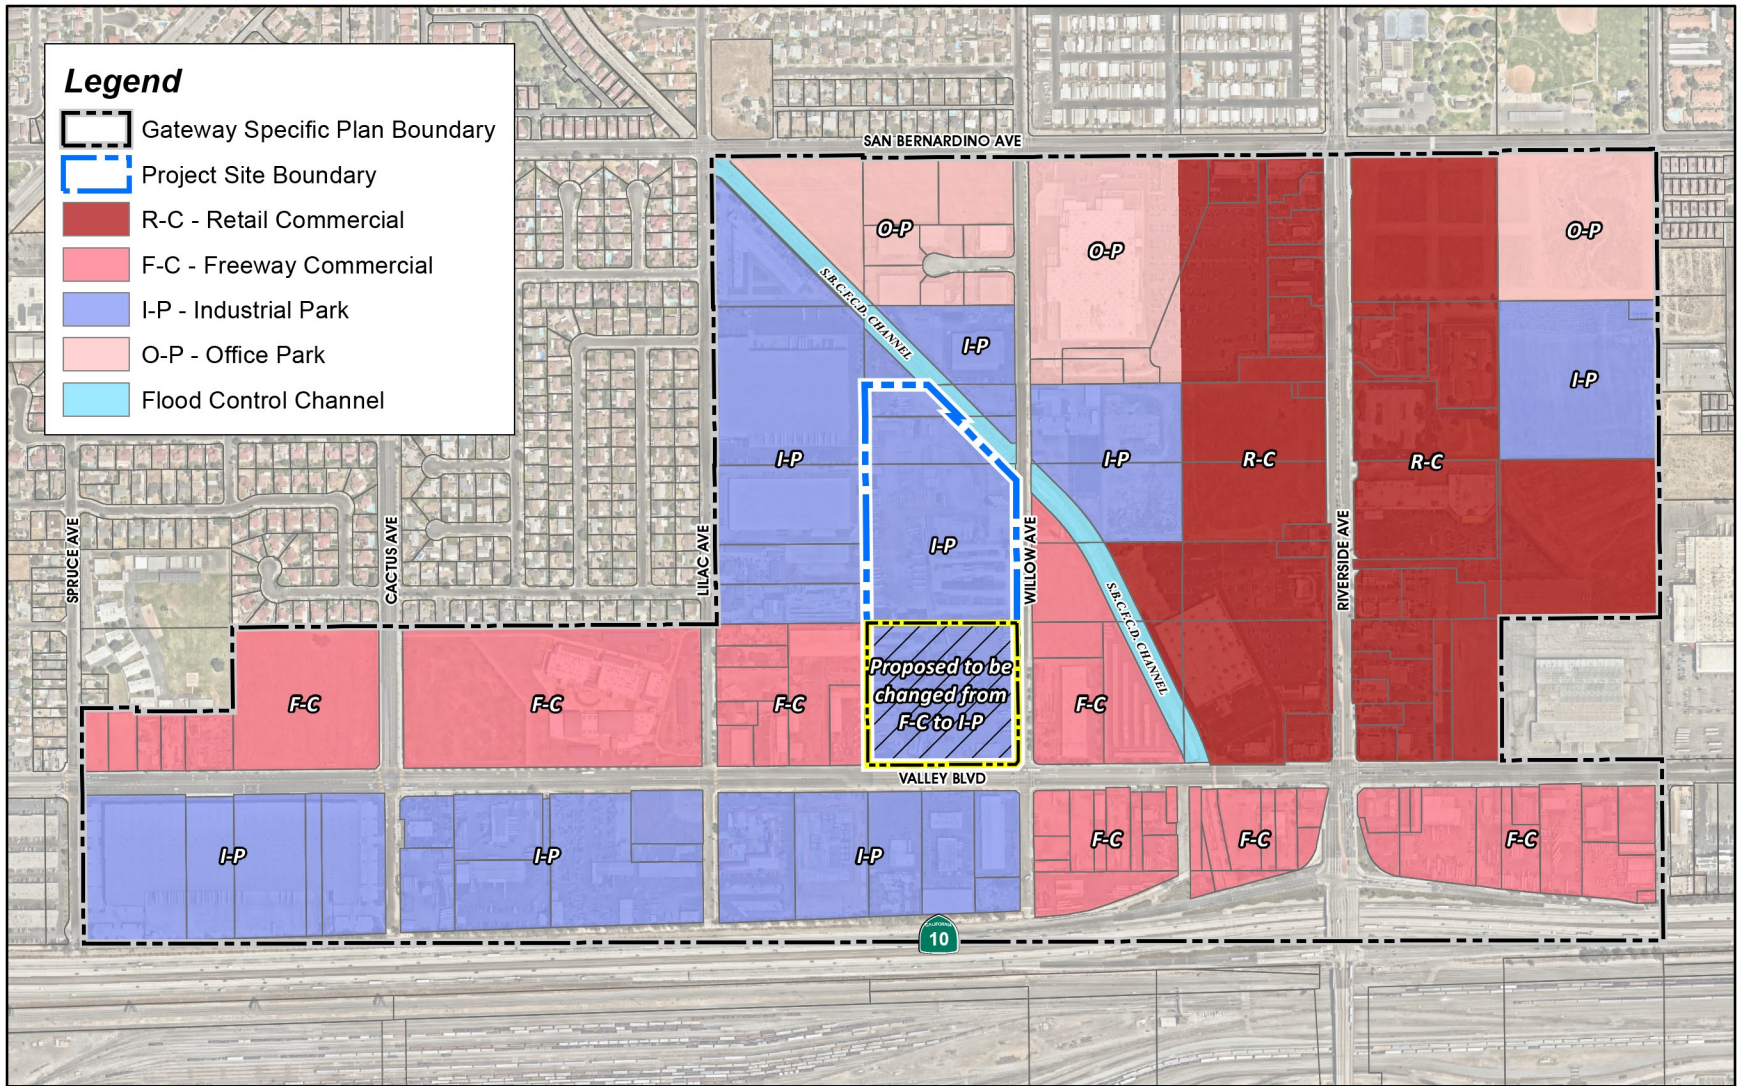 Legend
Gateway Specific Plan Boundary
Project Site Boundary
R-C - Retail Commercial
F-C - Freeway Commercial
I-P - Industrial Park
O-P - Office Park
Flood Control Channel
SAN BERNARDINO AVE
O-P
O-P
O-P
S.B.C.F.C.D. CHANNEL
I-P
I-P
I-P
I-P
R-C
R-C
SPRUCE AVE
CACTUS AVE
LILAC AVE
I-P
WILLOW AVE
RIVERSIDE AVE
S.B.C.F.C.D. CHANNEL
F-C
F-C
F-C
Proposed to be
changed from
F-C to I-P
F-C
VALLEY BLVD
I-P
I-P
I-P
F-C
F-C
F-C
CALIFORNIA
10